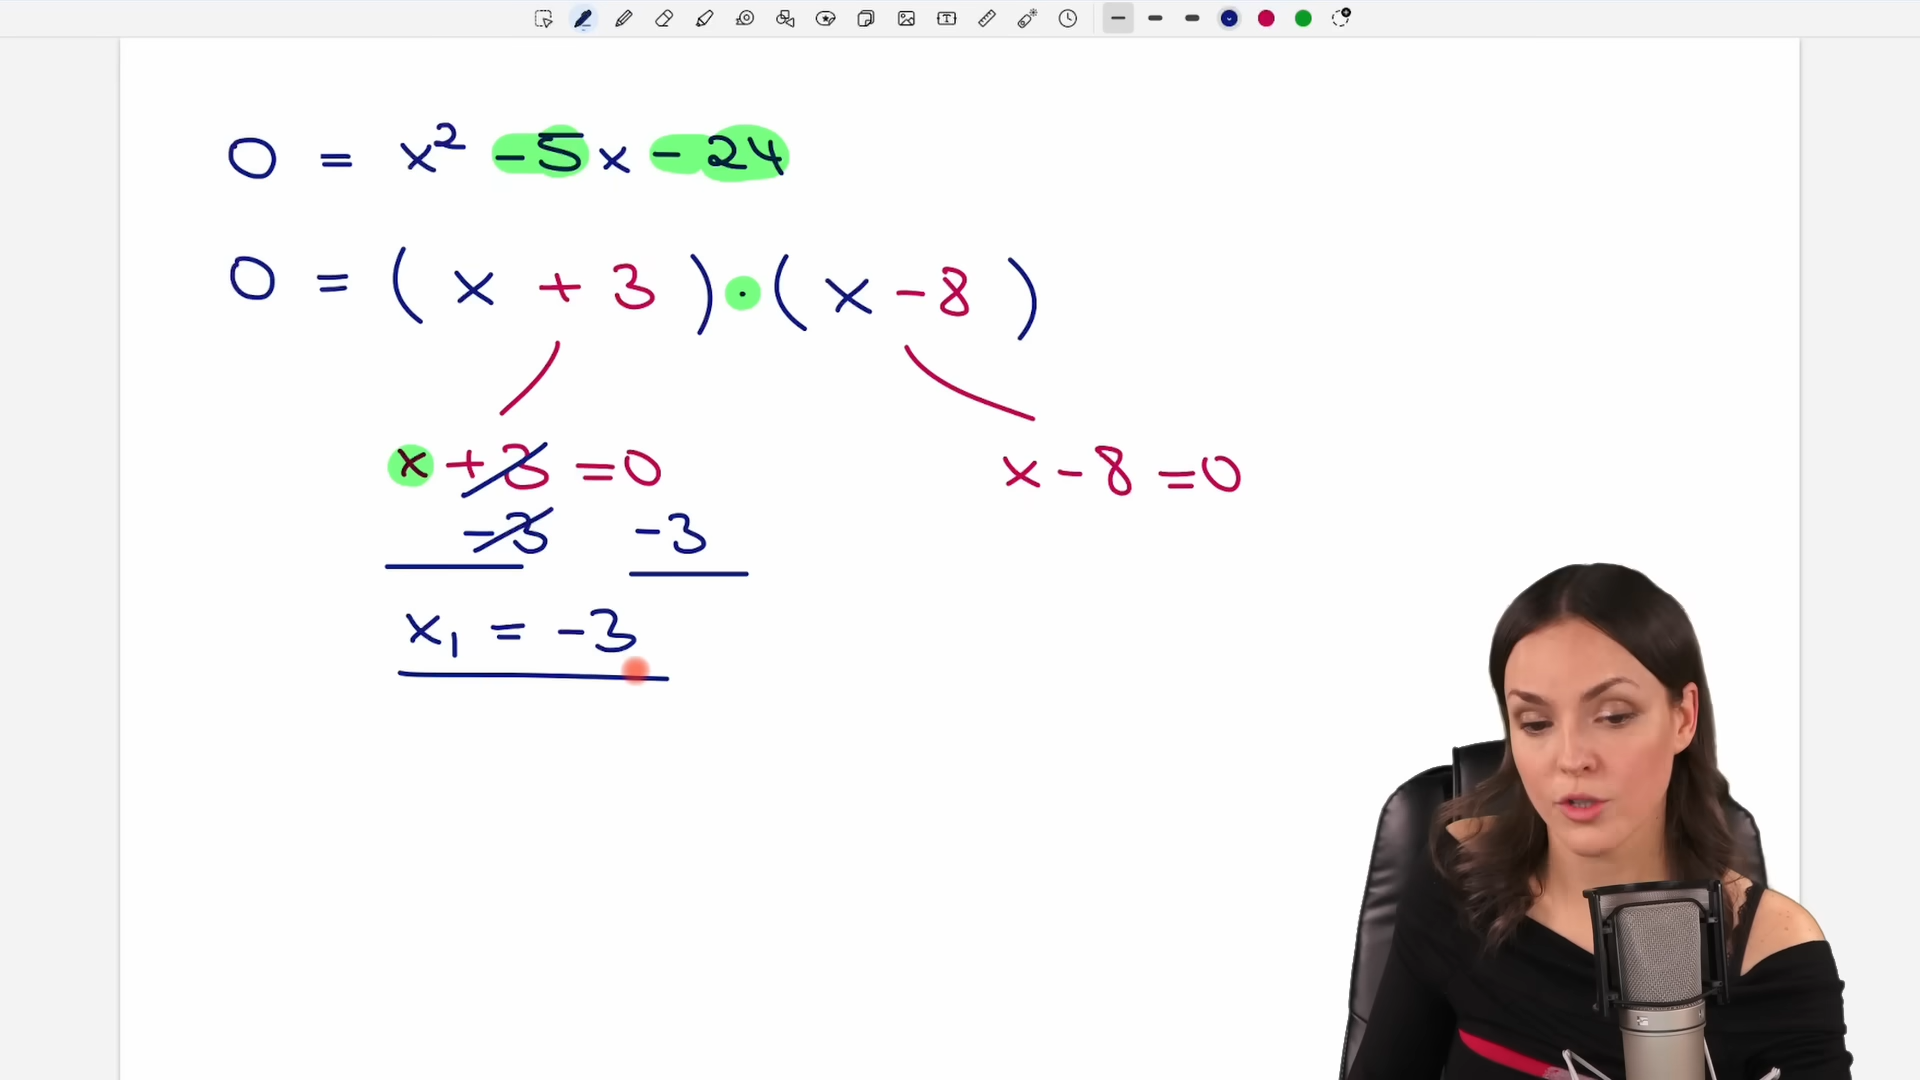 0 = x² -5x - 24
0 = ( x + 3 ) · ( x - 8 )
x + 3 = 0
x - 8 = 0
-3 -3
x₁ = -3